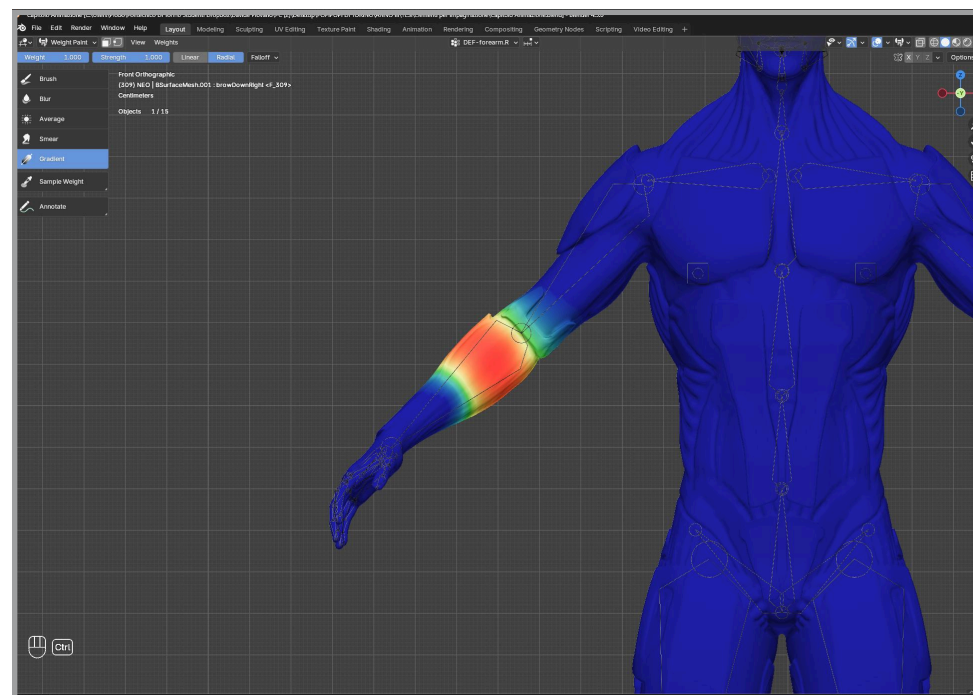 File Edit Render Window Help Layout Modeling Sculpting UV Editing Texture Paint Shading Animation Rendering Compositing Geometry Nodes Scripting Video Editing +
Weight Paint View Weights DEF-forearm.R
Weight 1.000 Strength 1.000 Linear Radial Falloff X Y Z Options
Front Orthographic
(309) NEO | BSurfaceMesh.001 : browDownRight <F_309>
Centimeters
Objects 1 / 15
Brush
Blur
Average
Smear
Gradient
Sample Weight
Annotate
Z
-Y
Ctrl